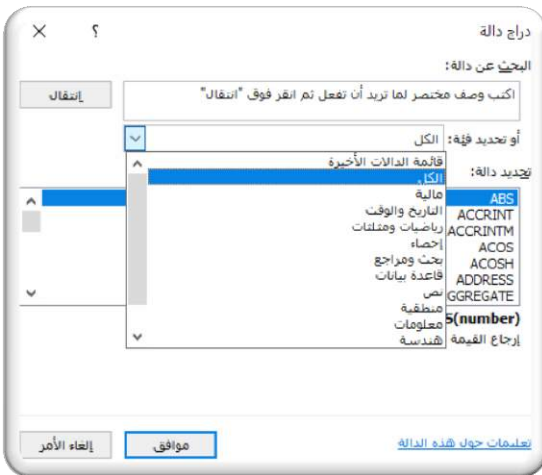 دراج دالة
؟
البحث عن دالة:
اكتب وصف مختصر لما تريد أن تفعل ثم انقر فوق "انتقال"
إنتقال
أو تحديد فئة: الكل
تحديد دالة:
قائمة الدالات الأخيرة
الكل
مالية
التاريخ والوقت
رياضيات ومثلثات
إحصاء
بحث ومراجع
قاعدة بيانات
نص
منطقية
معلومات
هندسة
ABS
ACCRINT
ACCRINTM
ACOS
ACOSH
ADDRESS
GGREGATE
S(number)
إرجاع القيمة
تعليمات حول هذه الدالة
موافق
إلغاء الأمر